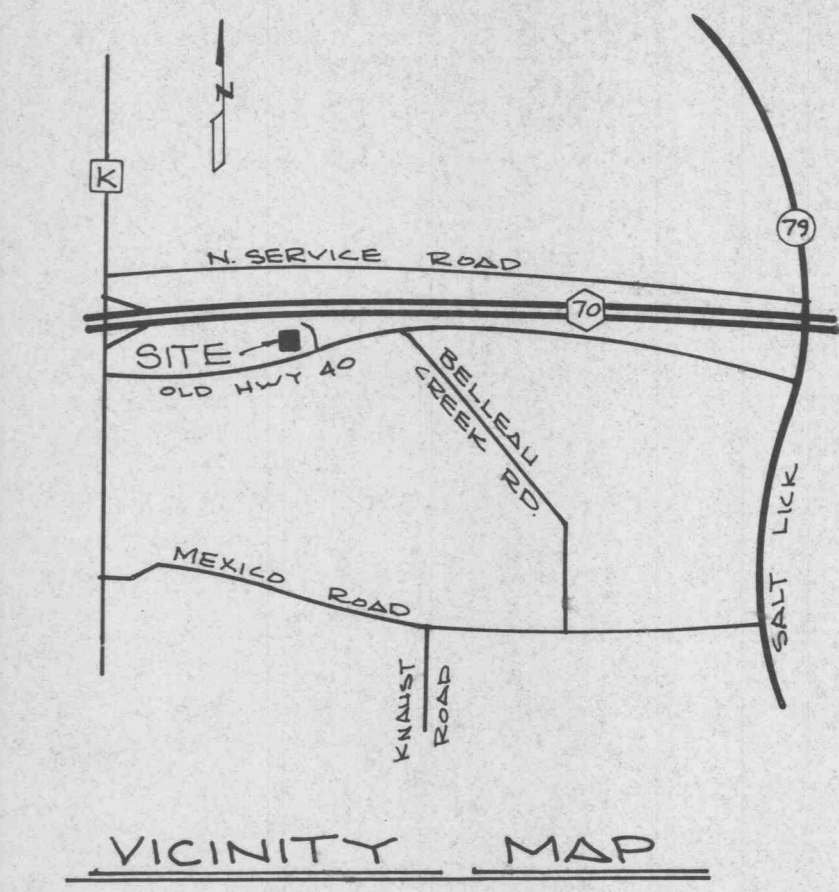 N
K
79
N. SERVICE ROAD
70
SITE
OLD HWY 40
BELLEAU
CREEK RD.
SALT LICK
MEXICO ROAD
KNAUST
ROAD
VICINITY MAP